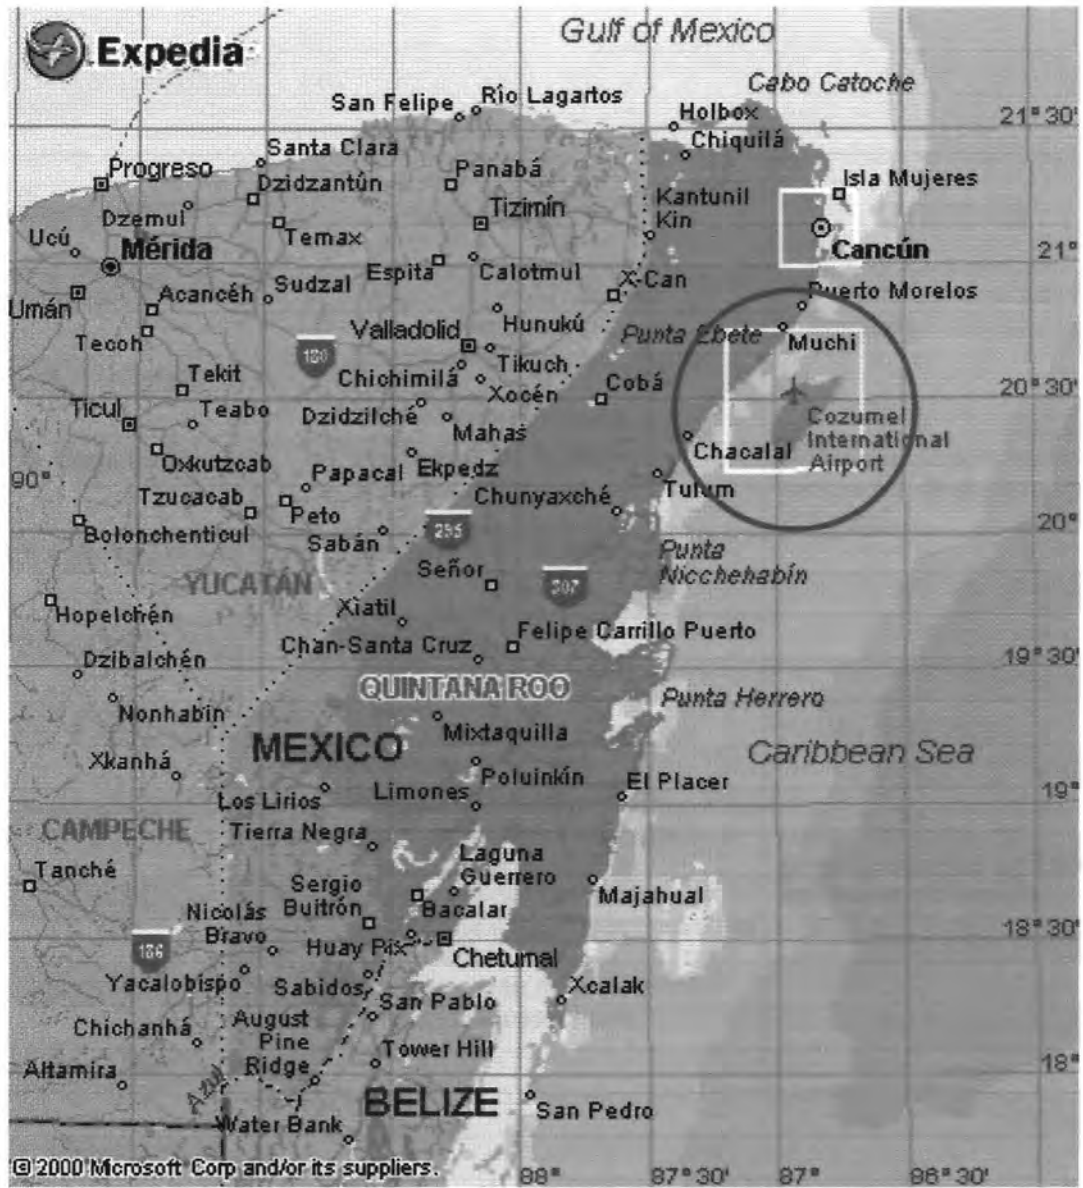 Expedia
Gulf of Mexico
Cabo Catoche
San Felipe
Río Lagartos
Holbox
21°30'
Chiquilá
Santa Clara
Progreso
Panabá
Isla Mujeres
Dzidzantûn
Kantunil
Kin
Dzemul
Tizimín
Temax
Ucú
Mérida
Cancún
21°
Espita
Calotmul
X-Can
Umán
Acancéh
Sudzal
Puerto Morelos
Hunukú
Tecoh
180
Valladolid
Punta Ebete
Muchi
Tikuch
Tekit
Chichimilá
Xocén
Cobá
20°30'
Ticul
Teabo
Dzidzilché
Mahas
Cozumel
International
Airport
Oxkutzcab
Papacal
Ekpedz
Chacalal
90°
Tzucacab
Peto
Chunyaxché
Tulum
Bolonchenticul
Sabán
295
20°
Punta
Nicchehabín
YUCATÁN
Señor
307
Hopelchén
Xiatil
Chan-Santa Cruz
Felipe Carrillo Puerto
Dzibalchén
19°30'
QUINTANA ROO
Nonhabin
Punta Herrero
Mixtaquilla
MEXICO
Caribbean Sea
Xkanhá
Poluinkín
Los Lirios
Limones
El Placer
19°
CAMPECHE
Tierra Negra
Tanché
Laguna
Guerrero
Sergio
Buitrón
Bacalar
Majahual
Nicolás
Bravo
186
Huay Pix
18°30'
Chetumal
Yacalobispo
Sabidos
Xcalak
San Pablo
Chichanhá
August
Pine
Ridge
Tower Hill
Altamira
Azul
18°
BELIZE
San Pedro
Water Bank
© 2000 Microsoft Corp and/or its suppliers.
88°
87°30'
87°
86°30'